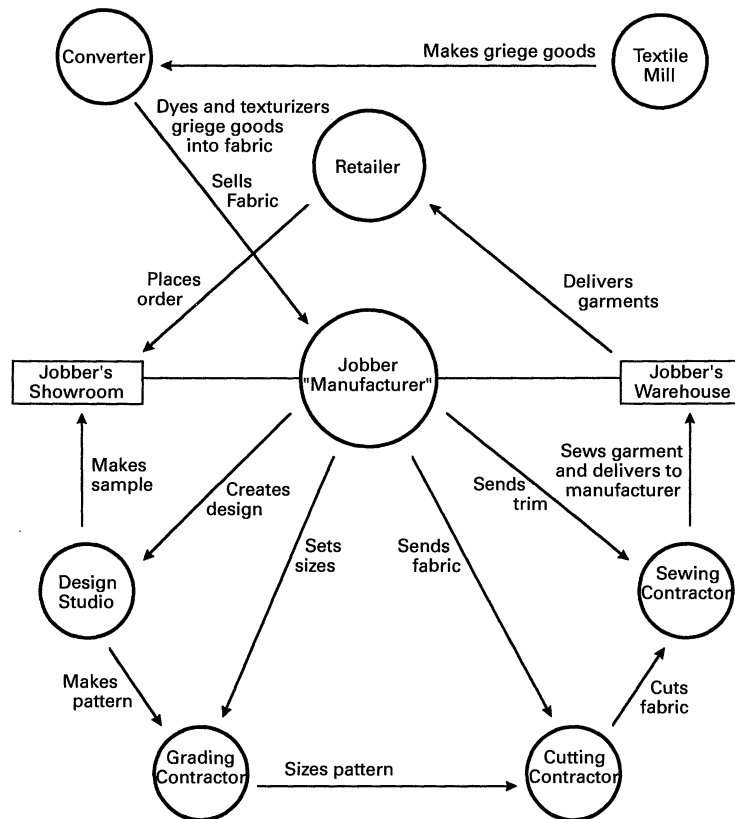 Converter
Makes griege goods
Textile
Mill
Dyes and texturizers
griege goods
into fabric
Retailer
Sells
Fabric
Places
order
Delivers
garments
Jobber's
Showroom
Jobber
"Manufacturer"
Jobber's
Warehouse
Makes
sample
Creates
design
Sets
sizes
Sends
fabric
Sends
trim
Sews garment
and delivers to
manufacturer
Design
Studio
Sewing
Contractor
Makes
pattern
Cuts
fabric
Grading
Contractor
Sizes pattern
Cutting
Contractor